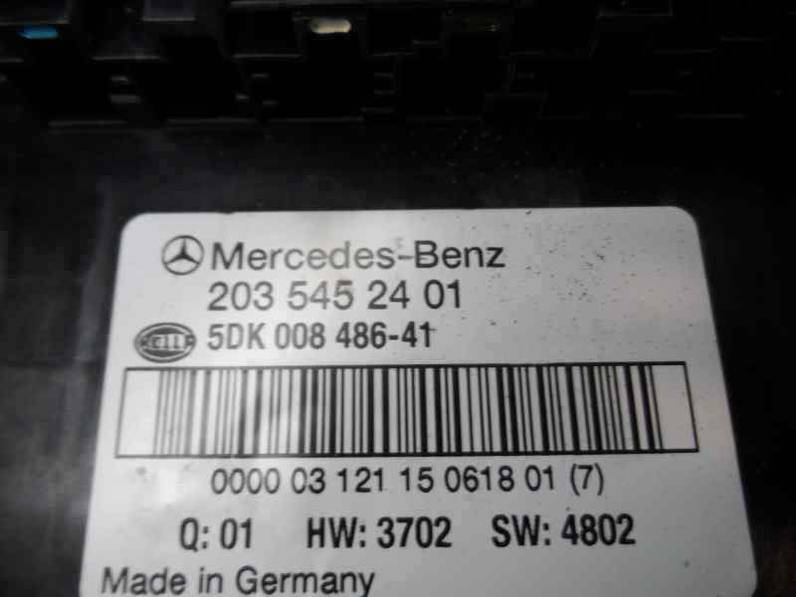 Mercedes-Benz
203 545 24 01
HELLA 5DK 008 486-41
0000 03 121 15 0618 01 (7)
Q: 01 HW: 3702 SW: 4802
Made in Germany